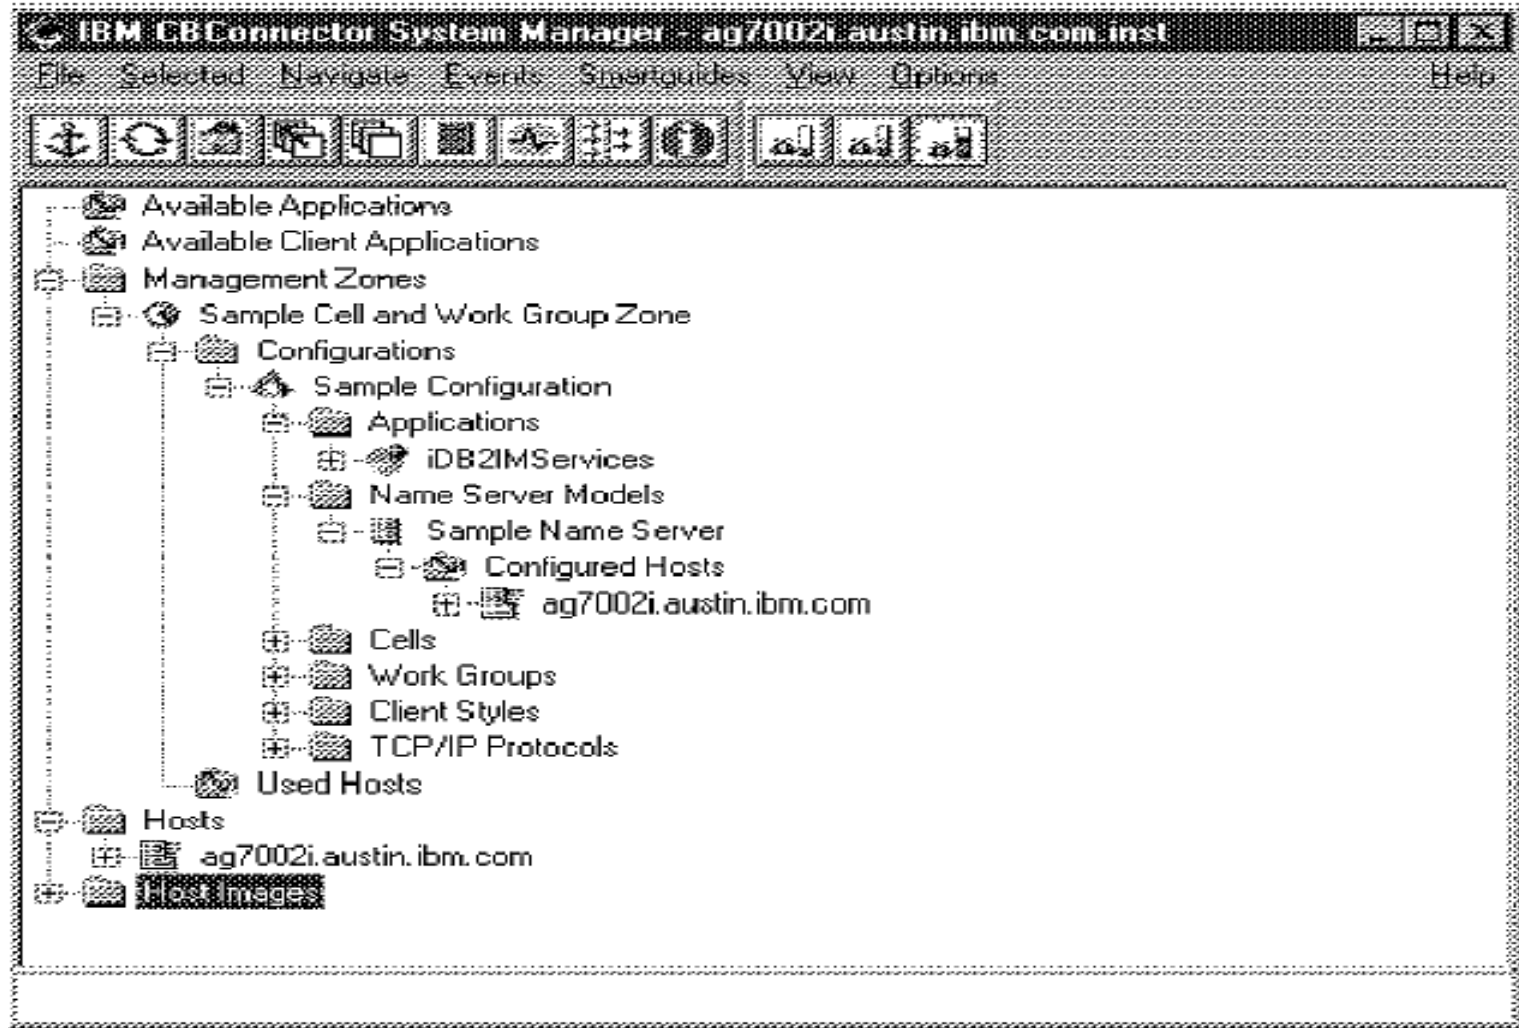 IBM CBConnector System Manager - ag7002i.austin.ibm.com.inst
File Selected Navigate Events Smartguides View Options Help
Available Applications
Available Client Applications
Management Zones
Sample Cell and Work Group Zone
Configurations
Sample Configuration
Applications
iDB2IMServices
Name Server Models
Sample Name Server
Configured Hosts
ag7002i.austin.ibm.com
Cells
Work Groups
Client Styles
TCP/IP Protocols
Used Hosts
Hosts
ag7002i.austin.ibm.com
Host Images